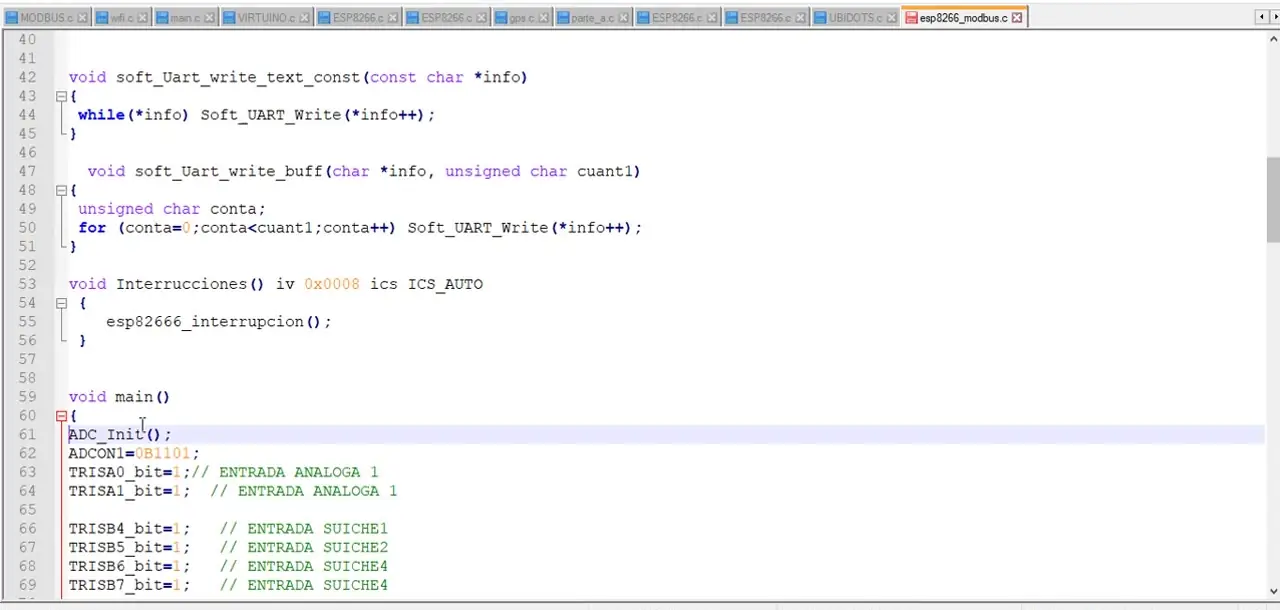 MODBUS.c wifi.c main.c VIRTUINO.c ESP8266.c ESP8266.c gps.c parte_a.c ESP8266.c ESP8266.c UBIDOTS.c esp8266_modbus.c
40
41
42 void soft_Uart_write_text_const(const char *info)
43 {
44 while(*info) Soft_UART_Write(*info++);
45 }
46
47 void soft_Uart_write_buff(char *info, unsigned char cuant1)
48 {
49 unsigned char conta;
50 for (conta=0;conta<cuant1;conta++) Soft_UART_Write(*info++);
51 }
52
53 void Interrucciones() iv 0x0008 ics ICS_AUTO
54 {
55 esp82666_interrupcion();
56 }
57
58
59 void main()
60 {
61 ADC_Init();
62 ADCON1=0B1101;
63 TRISA0_bit=1;// ENTRADA ANALOGA 1
64 TRISA1_bit=1; // ENTRADA ANALOGA 1
65
66 TRISB4_bit=1; // ENTRADA SUICHE1
67 TRISB5_bit=1; // ENTRADA SUICHE2
68 TRISB6_bit=1; // ENTRADA SUICHE4
69 TRISB7_bit=1; // ENTRADA SUICHE4